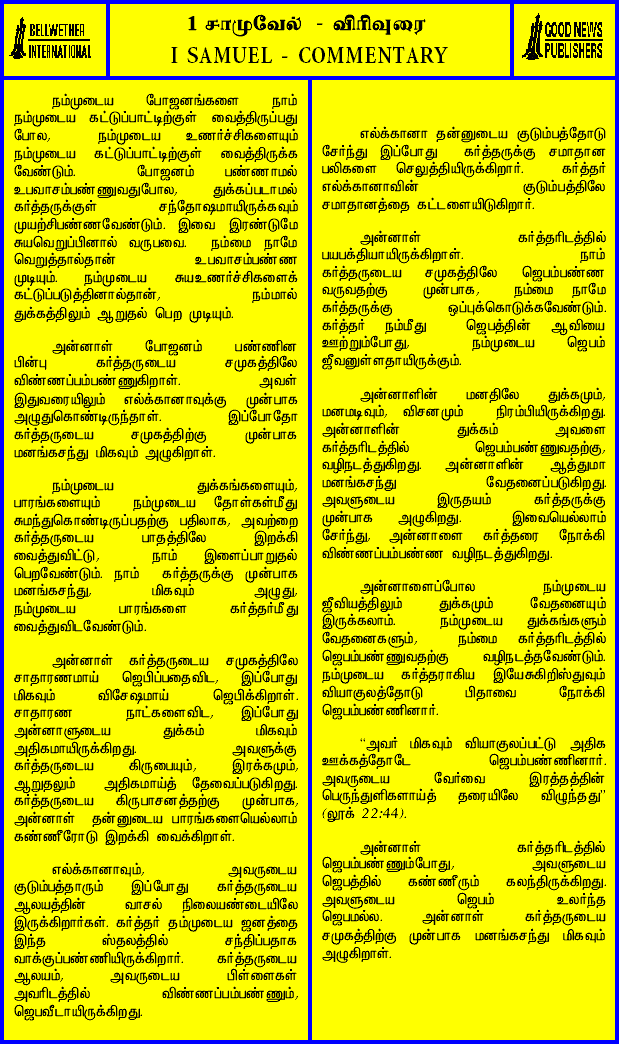 BELLWETHER
INTERNATIONAL
1 சாமுவேல் - விரிவுரை
I SAMUEL - COMMENTARY
GOOD NEWS
PUBLISHERS
நம்முடைய போஜனங்களை நாம்
நம்முடைய கட்டுப்பாட்டிற்குள் வைத்திருப்பது
போல, நம்முடைய உணர்ச்சிகளையும்
நம்முடைய கட்டுப்பாட்டிற்குள் வைத்திருக்க
வேண்டும். போஜனம் பண்ணாமல்
உபவாசம்பண்ணுவதுபோல, துக்கப்படாமல்
கர்த்தருக்குள் சந்தோஷமாயிருக்கவும்
முயற்சிபண்ணவேண்டும். இவை இரண்டுமே
சுயவெறுப்பினால் வருபவை. நம்மை நாமே
வெறுத்தால்தான் உபவாசம்பண்ண
முடியும். நம்முடைய சுயஉணர்ச்சிகளைக்
கட்டுப்படுத்தினால்தான், நம்மால்
துக்கத்திலும் ஆறுதல் பெற முடியும்.
அன்னாள் போஜனம் பண்ணின
பின்பு கர்த்தருடைய சமுகத்திலே
விண்ணப்பம்பண்ணுகிறாள். அவள்
இதுவரையிலும் எல்க்கானாவுக்கு முன்பாக
அழுதுகொண்டிருந்தாள். இப்போதோ
கர்த்தருடைய சமுகத்திற்கு முன்பாக
மனங்கசந்து மிகவும் அழுகிறாள்.
நம்முடைய துக்கங்களையும்,
பாரங்களையும் நம்முடைய தோள்கள்மீது
சுமந்துகொண்டிருப்பதற்கு பதிலாக, அவற்றை
கர்த்தருடைய பாதத்திலே இறக்கி
வைத்துவிட்டு, நாம் இளைப்பாறுதல்
பெறவேண்டும். நாம் கர்த்தருக்கு முன்பாக
மனங்கசந்து, மிகவும் அழுது,
நம்முடைய பாரங்களை கர்த்தர்மீது
வைத்துவிடவேண்டும்.
அன்னாள் கர்த்தருடைய சமுகத்திலே
சாதாரணமாய் ஜெபிப்பதைவிட, இப்போது
மிகவும் விசேஷமாய் ஜெபிக்கிறாள்.
சாதாரண நாட்களைவிட, இப்போது
அன்னாளுடைய துக்கம் மிகவும்
அதிகமாயிருக்கிறது. அவளுக்கு
கர்த்தருடைய கிருபையும், இரக்கமும்,
ஆறுதலும் அதிகமாய்த் தேவைப்படுகிறது.
கர்த்தருடைய கிருபாசனத்தற்கு முன்பாக,
அன்னாள் தன்னுடைய பாரங்களையெல்லாம்
கண்ணீரோடு இறக்கி வைக்கிறாள்.
எல்க்கானாவும், அவருடைய
குடும்பத்தாரும் இப்போது கர்த்தருடைய
ஆலயத்தின் வாசல் நிலையண்டையிலே
இருக்கிறார்கள். கர்த்தர் தம்முடைய ஜனத்தை
இந்த ஸ்தலத்தில் சந்திப்பதாக
வாக்குப்பண்ணியிருக்கிறார். கர்த்தருடைய
ஆலயம், அவருடைய பிள்ளைகள்
அவரிடத்தில் விண்ணப்பம்பண்ணும்,
ஜெபவீடாயிருக்கிறது.
எல்க்கானா தன்னுடைய குடும்பத்தோடு
சேர்ந்து இப்போது கர்த்தருக்கு சமாதான
பலிகளை செலுத்தியிருக்கிறார். கர்த்தர்
எல்க்கானாவின் குடும்பத்திலே
சமாதானத்தை கட்டளையிடுகிறார்.
அன்னாள் கர்த்தரிடத்தில்
பயபக்தியாயிருக்கிறாள். நாம்
கர்த்தருடைய சமுகத்திலே ஜெபம்பண்ண
வருவதற்கு முன்பாக, நம்மை நாமே
கர்த்தருக்கு ஒப்புக்கொடுக்கவேண்டும்.
கர்த்தர் நம்மீது ஜெபத்தின் ஆவியை
ஊற்றும்போது, நம்முடைய ஜெபம்
ஜீவனுள்ளதாயிருக்கும்.
அன்னாளின் மனதிலே துக்கமும்,
மனமடிவும், விசனமும் நிரம்பியிருக்கிறது.
அன்னாளின் துக்கம் அவளை
கர்த்தரிடத்தில் ஜெபம்பண்ணுவதற்கு,
வழிநடத்துகிறது. அன்னாளின் ஆத்துமா
மனங்கசந்து வேதனைப்படுகிறது.
அவளுடைய இருதயம் கர்த்தருக்கு
முன்பாக அழுகிறது. இவையெல்லாம்
சேர்ந்து, அன்னாளை கர்த்தரை நோக்கி
விண்ணப்பம்பண்ண வழிநடத்துகிறது.
அன்னாளைப்போல நம்முடைய
ஜீவியத்திலும் துக்கமும் வேதனையும்
இருக்கலாம். நம்முடைய துக்கங்களும்
வேதனைகளும், நம்மை கர்த்தரிடத்தில்
ஜெபம்பண்ணுவதற்கு வழிநடத்தவேண்டும்.
நம்முடைய கர்த்தராகிய இயேசுகிறிஸ்துவும்
வியாகுலத்தோடு பிதாவை நோக்கி
ஜெபம்பண்ணினார்.
“அவர் மிகவும் வியாகுலப்பட்டு அதிக
ஊக்கத்தோடே ஜெபம்பண்ணினார்.
அவருடைய வேர்வை இரத்தத்தின்
பெருந்துளிகளாய்த் தரையிலே விழுந்தது”
(லூக் 22:44).
அன்னாள் கர்த்தரிடத்தில்
ஜெபம்பண்ணும்போது, அவளுடைய
ஜெபத்தில் கண்ணீரும் கலந்திருக்கிறது.
அவளுடைய ஜெபம் உலர்ந்த
ஜெபமல்ல. அன்னாள் கர்த்தருடைய
சமுகத்திற்கு முன்பாக மனங்கசந்து மிகவும்
அழுகிறாள்.